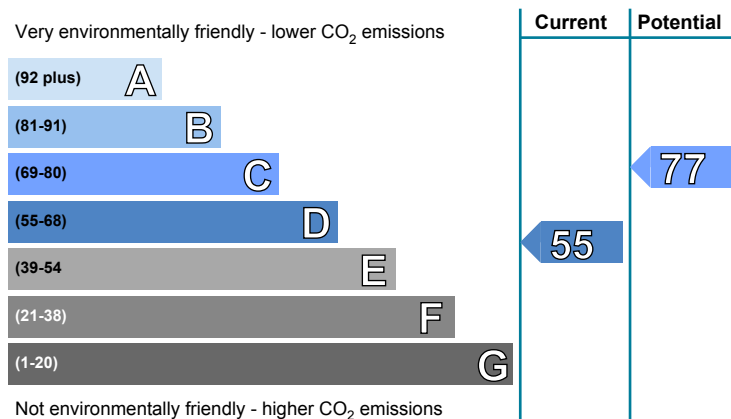 Very environmentally friendly - lower CO₂ emissions
Current
Potential
(92 plus) A
(81-91) B
(69-80) C
77
(55-68) D
55
(39-54 E
(21-38) F
(1-20) G
Not environmentally friendly - higher CO₂ emissions